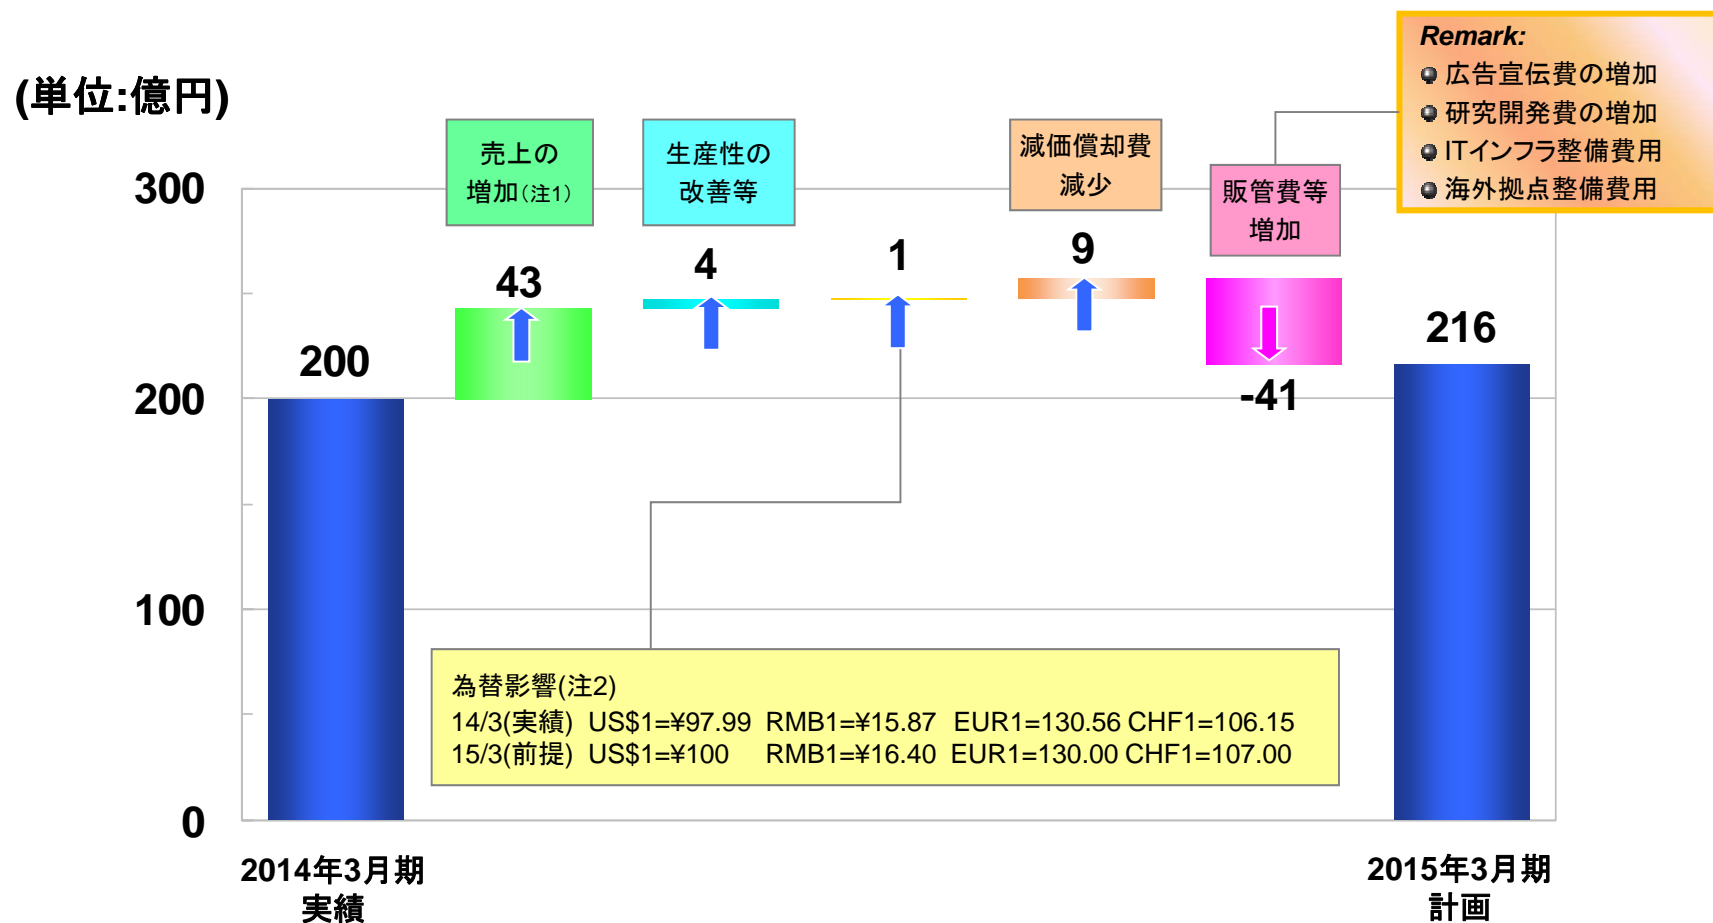 (単位:億円)
Remark:
広告宣伝費の増加
研究開発費の増加
ITインフラ整備費用
海外拠点整備費用
売上の
増加(注1)
生産性の
改善等
減価償却費
減少
販管費等
増加
300
200
100
0
200
43
4
1
9
-41
216
為替影響(注2)
14/3(実績) US$1=¥97.99 RMB1=¥15.87 EUR1=130.56 CHF1=106.15
15/3(前提) US$1=¥100 RMB1=¥16.40 EUR1=130.00 CHF1=107.00
2014年3月期
実績
2015年3月期
計画